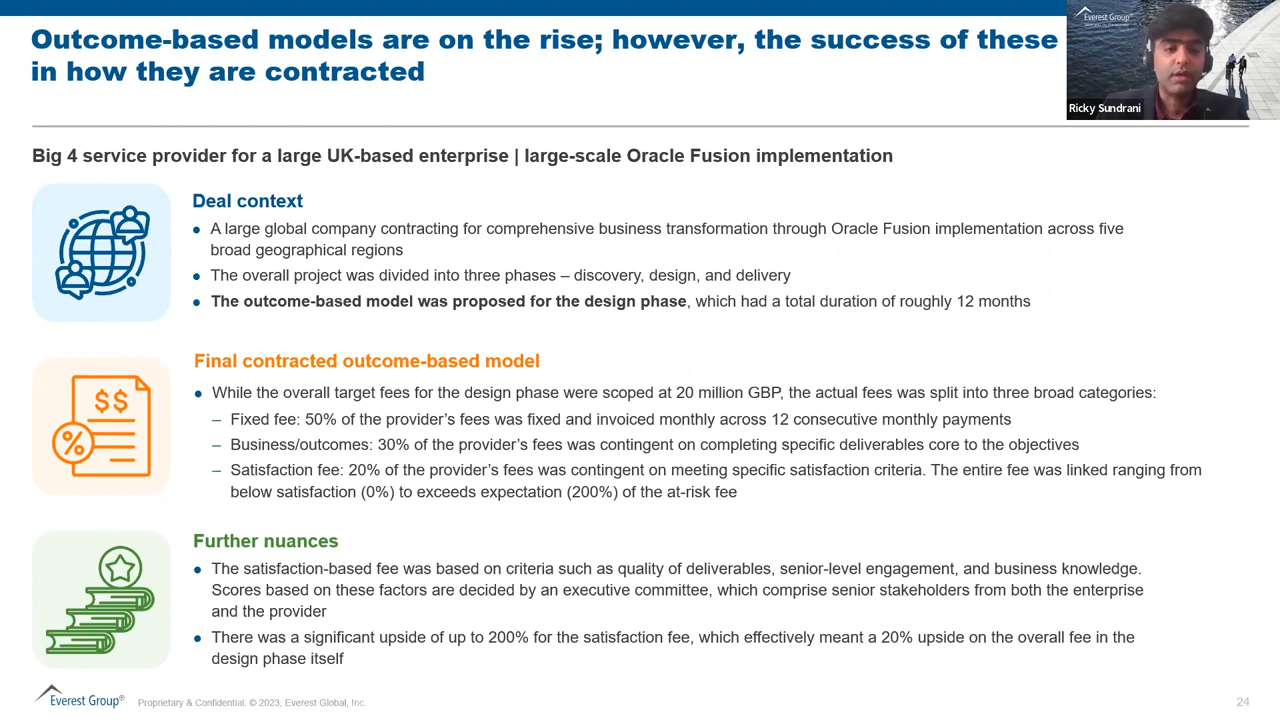 Outcome-based models are on the rise; however, the success of these
in how they are contracted
Everest Group®
Ricky Sundrani
Big 4 service provider for a large UK-based enterprise | large-scale Oracle Fusion implementation
Deal context
• A large global company contracting for comprehensive business transformation through Oracle Fusion implementation across five
broad geographical regions
• The overall project was divided into three phases – discovery, design, and delivery
• The outcome-based model was proposed for the design phase, which had a total duration of roughly 12 months
$$
%
Final contracted outcome-based model
• While the overall target fees for the design phase were scoped at 20 million GBP, the actual fees was split into three broad categories:
– Fixed fee: 50% of the provider's fees was fixed and invoiced monthly across 12 consecutive monthly payments
– Business/outcomes: 30% of the provider's fees was contingent on completing specific deliverables core to the objectives
– Satisfaction fee: 20% of the provider's fees was contingent on meeting specific satisfaction criteria. The entire fee was linked ranging from
below satisfaction (0%) to exceeds expectation (200%) of the at-risk fee
Further nuances
• The satisfaction-based fee was based on criteria such as quality of deliverables, senior-level engagement, and business knowledge.
Scores based on these factors are decided by an executive committee, which comprise senior stakeholders from both the enterprise
and the provider
• There was a significant upside of up to 200% for the satisfaction fee, which effectively meant a 20% upside on the overall fee in the
design phase itself
Everest Group® Proprietary & Confidential. © 2023, Everest Global, Inc.
24